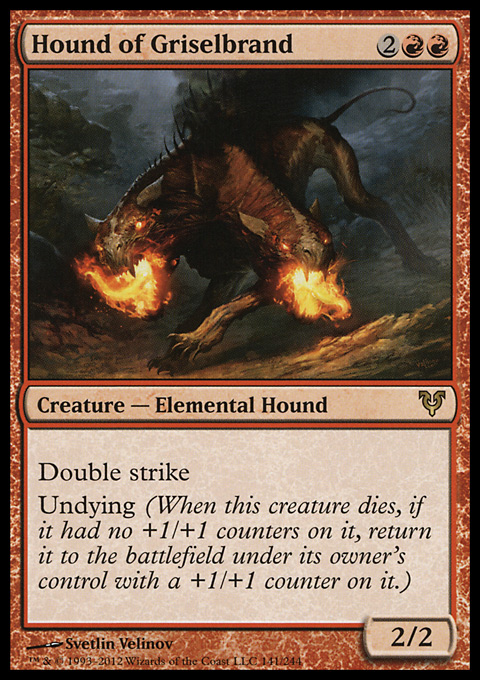 Hound of Griselbrand 2
Creature — Elemental Hound
Double strike
Undying (When this creature dies, if
it had no +1/+1 counters on it, return
it to the battlefield under its owner's
control with a +1/+1 counter on it.)
2/2
Svetlin Velinov
™ & © 1993–2012 Wizards of the Coast LLC 141/244